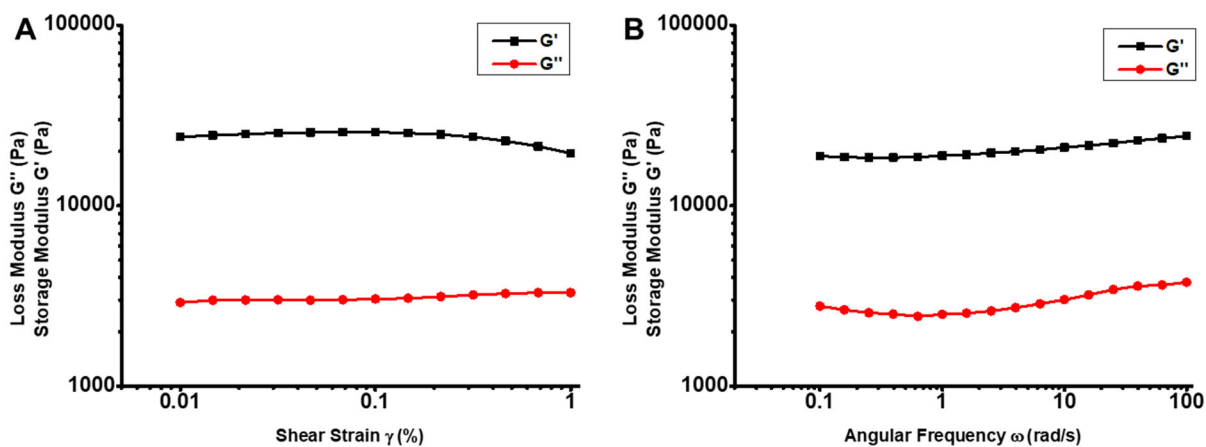 A
100000
10000
1000
Loss Modulus G'' (Pa)
Storage Modulus G' (Pa)
G'
G''
0.01
0.1
1
Shear Strain γ (%)
B
100000
10000
1000
Loss Modulus G'' (Pa)
Storage Modulus G' (Pa)
G'
G''
0.1
1
10
100
Angular Frequency ω (rad/s)